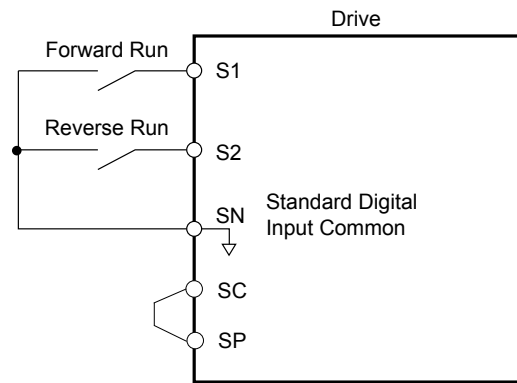 Drive
Forward Run
S1
Reverse Run
S2
SN
Standard Digital
Input Common
SC
SP